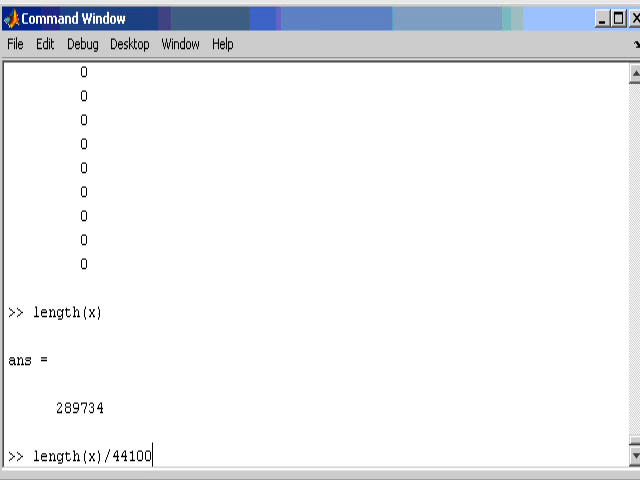 Command Window
File Edit Debug Desktop Window Help
0
0
0
0
0
0
0
0
0
>> length(x)
ans =
289734
>> length(x)/44100